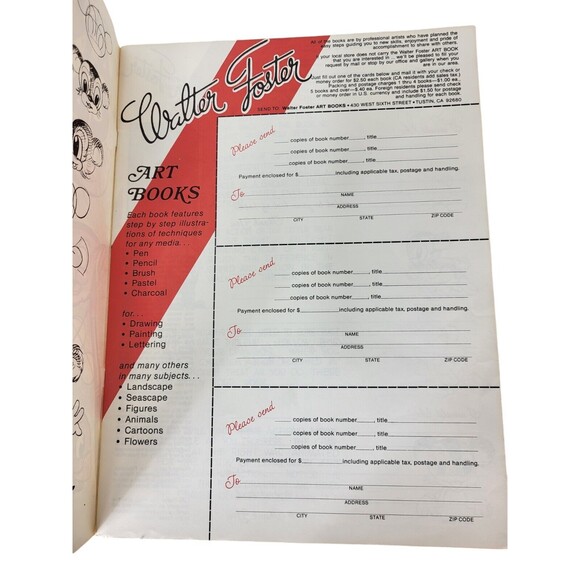 Walter Foster
All of the books are by professional artists who have planned the
easy steps guiding you to new skills, enjoyment and pride of
accomplishment to share with others.
If your local store does not carry the Walter Foster ART BOOK
that you are interested in . . . we will be pleased to fill your
request by mail or stop by our office and gallery when you
are in our area.
Just fill out one of the cards below and mail it with your check or
money order for $2.50 each book (CA residents add sales tax.)
Packing and postage charges 1 thru 4 books—$1.00 ea.,
5 books and over—$.40 ea. Foreign residents please send check
or money order in U.S. currency and include $1.50 for postage
and handling for each book.
SEND TO: Walter Foster ART BOOKS • 430 WEST SIXTH STREET • TUSTIN, CA 92680
ART
BOOKS
Each book features
step by step illustra-
tions of techniques
for any media. . .
• Pen
• Pencil
• Brush
• Pastel
• Charcoal
for. . .
• Drawing
• Painting
• Lettering
and many others
in many subjects. . .
• Landscape
• Seascape
• Figures
• Animals
• Cartoons
• Flowers
Please send
copies of book number, title
copies of book number, title
copies of book number, title
Payment enclosed for $ including applicable tax, postage and handling.
To
NAME
ADDRESS
CITY STATE ZIP CODE
Please send
copies of book number, title
copies of book number, title
copies of book number, title
Payment enclosed for $ including applicable tax, postage and handling.
To
NAME
ADDRESS
CITY STATE ZIP CODE
Please send
copies of book number, title
copies of book number, title
copies of book number, title
Payment enclosed for $ including applicable tax, postage and handling.
To
NAME
ADDRESS
CITY STATE ZIP CODE